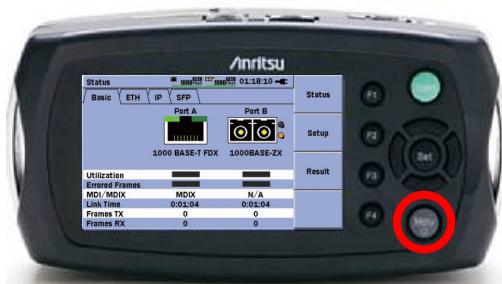 Anritsu
Status 01:18:10
Basic ETH IP SFP
Status
Port A Port B
Setup
1000 BASE-T FDX 1000BASE-ZX
Result
Utilization
Errored Frames
MDI/MDIX MDIX N/A
Link Time 0:01:04 0:01:04
Frames TX 0 0
Frames RX 0 0
F1
F2
Set
F3
F4
Menu